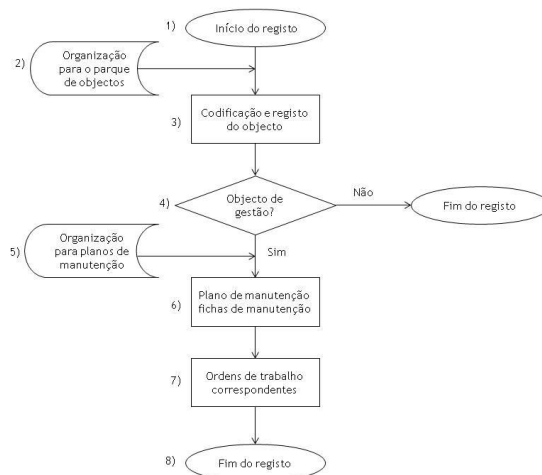 1)
Início do registo
2)
Organização
para o parque
de objectos
3)
Codificação e registo
do objecto
4)
Objecto de
gestão?
Não
Fim do registo
Sim
5)
Organização
para planos de
manutenção
6)
Plano de manutenção
fichas de manutenção
7)
Ordens de trabalho
correspondentes
8)
Fim do registo